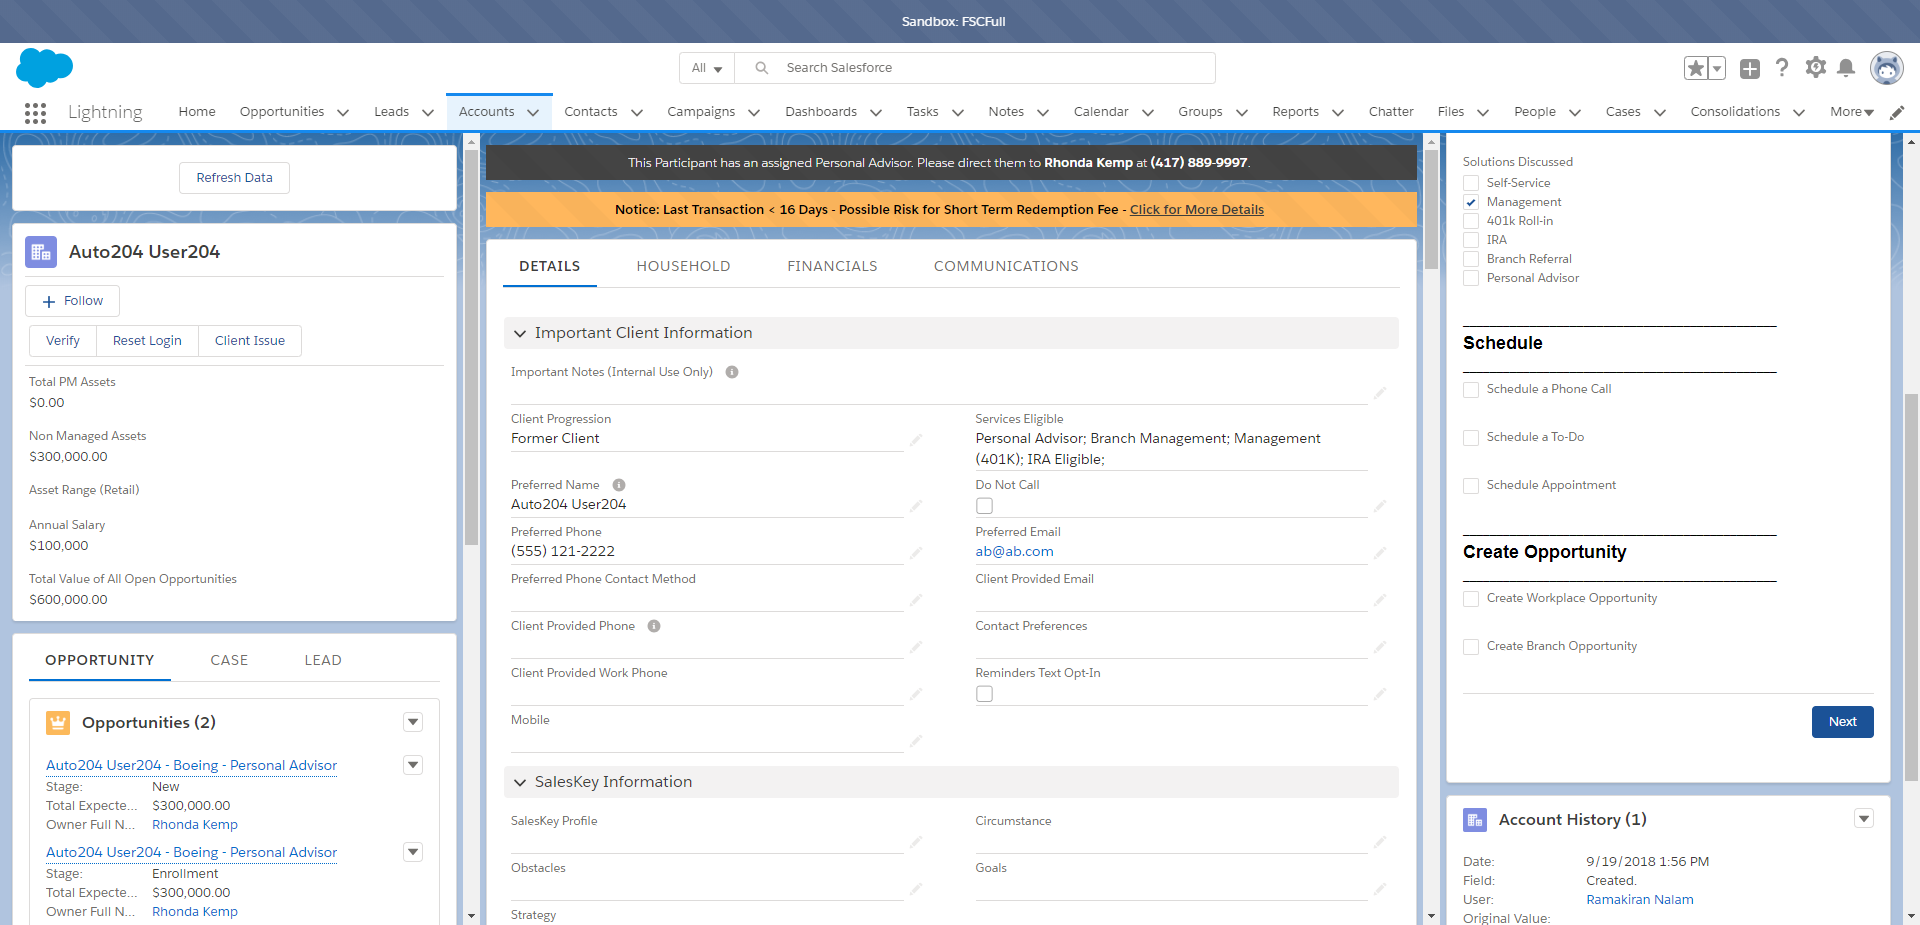 Sandbox: FSCFull
All
Search Salesforce
Lightning
Home
Opportunities
Leads
Accounts
Contacts
Campaigns
Dashboards
Tasks
Notes
Calendar
Groups
Reports
Chatter
Files
People
Cases
Consolidations
More
Refresh Data
Auto204 User204
Follow
Verify
Reset Login
Client Issue
Total PM Assets
$0.00
Non Managed Assets
$300,000.00
Asset Range (Retail)
Annual Salary
$100,000
Total Value of All Open Opportunities
$600,000.00
OPPORTUNITY
CASE
LEAD
Opportunities (2)
Auto204 User204 - Boeing - Personal Advisor
Stage: New
Total Expecte... $300,000.00
Owner Full N... Rhonda Kemp
Auto204 User204 - Boeing - Personal Advisor
Stage: Enrollment
Total Expecte... $300,000.00
Owner Full N... Rhonda Kemp
This Participant has an assigned Personal Advisor. Please direct them to Rhonda Kemp at (417) 889-9997.
Notice: Last Transaction < 16 Days - Possible Risk for Short Term Redemption Fee - Click for More Details
DETAILS
HOUSEHOLD
FINANCIALS
COMMUNICATIONS
Important Client Information
Important Notes (Internal Use Only)
Client Progression
Former Client
Services Eligible
Personal Advisor; Branch Management; Management
(401K); IRA Eligible;
Preferred Name
Auto204 User204
Do Not Call
Preferred Phone
(555) 121-2222
Preferred Email
ab@ab.com
Preferred Phone Contact Method
Client Provided Email
Client Provided Phone
Contact Preferences
Client Provided Work Phone
Reminders Text Opt-In
Mobile
SalesKey Information
SalesKey Profile
Circumstance
Obstacles
Goals
Strategy
Solutions Discussed
Self-Service
Management
401k Roll-in
IRA
Branch Referral
Personal Advisor
Schedule
Schedule a Phone Call
Schedule a To-Do
Schedule Appointment
Create Opportunity
Create Workplace Opportunity
Create Branch Opportunity
Next
Account History (1)
Date: 9/19/2018 1:56 PM
Field: Created.
User: Ramakiran Nalam
Original Value: